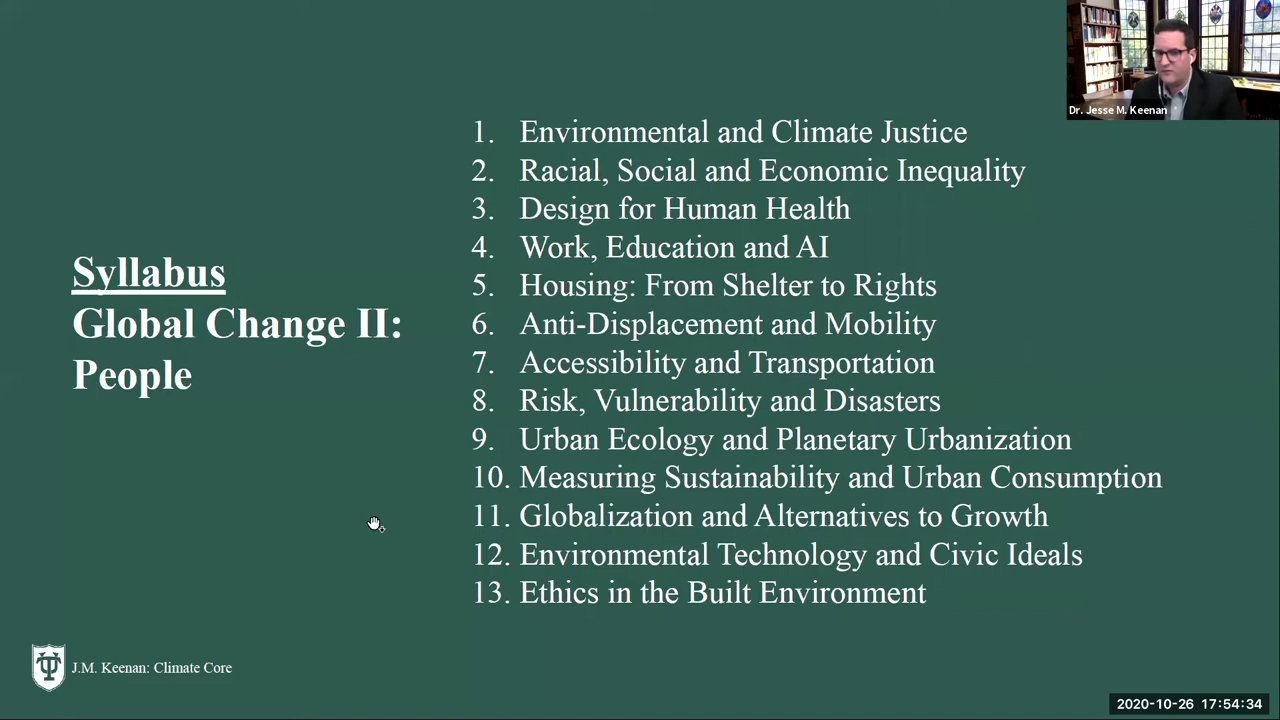 Dr. Jesse M. Keenan
Syllabus
Global Change II:
People
1. Environmental and Climate Justice
2. Racial, Social and Economic Inequality
3. Design for Human Health
4. Work, Education and AI
5. Housing: From Shelter to Rights
6. Anti-Displacement and Mobility
7. Accessibility and Transportation
8. Risk, Vulnerability and Disasters
9. Urban Ecology and Planetary Urbanization
10. Measuring Sustainability and Urban Consumption
11. Globalization and Alternatives to Growth
12. Environmental Technology and Civic Ideals
13. Ethics in the Built Environment
J.M. Keenan: Climate Core
2020-10-26 17:54:34